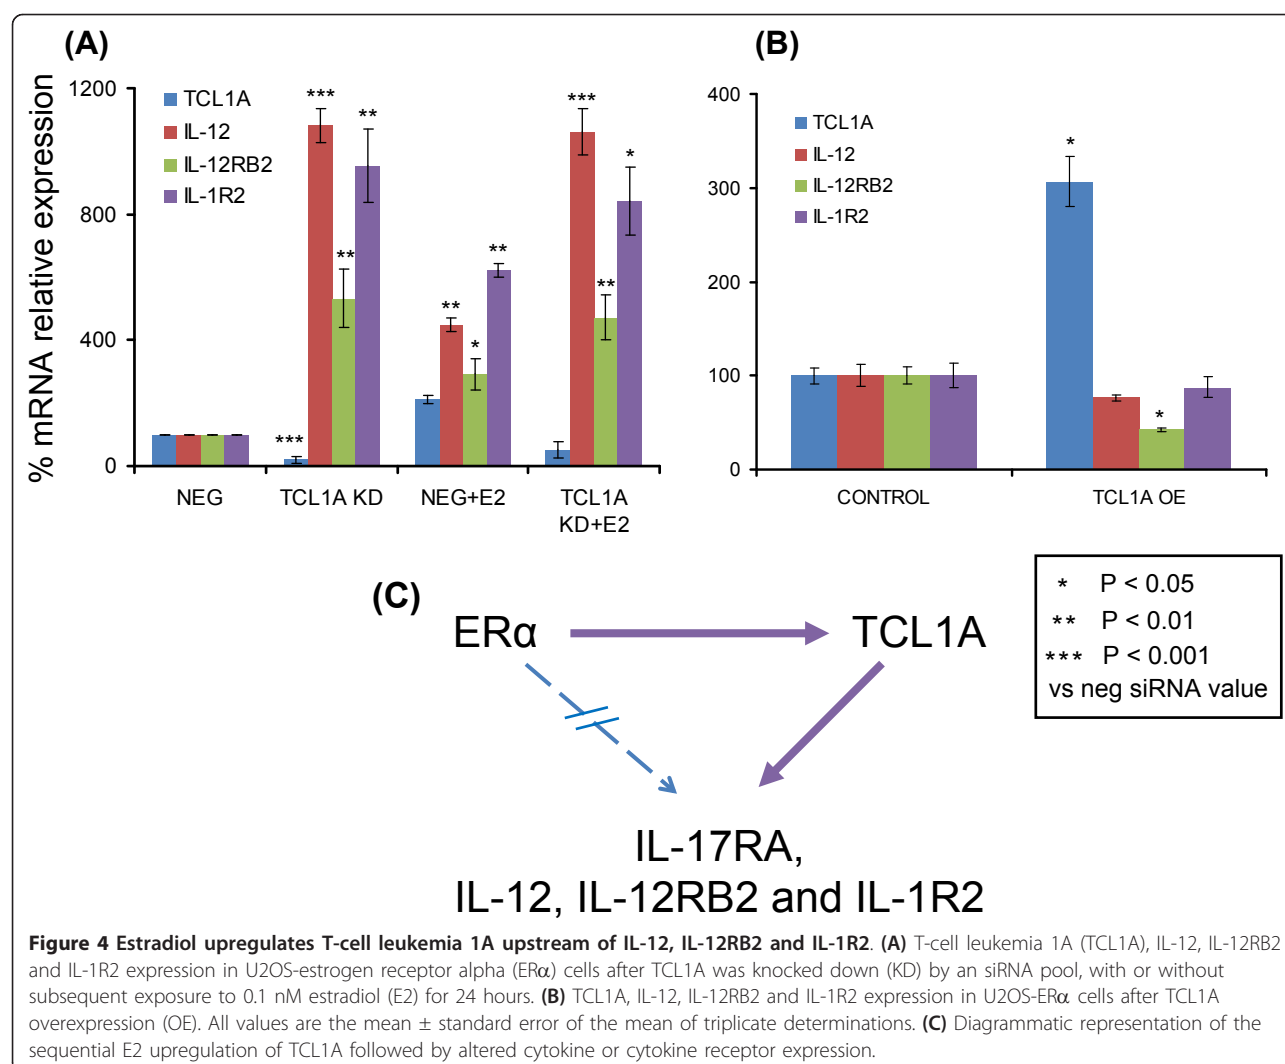 (A)
% mRNA relative expression
1200
800
400
0
TCL1A
IL-12
IL-12RB2
IL-1R2
***
**
**
***
**
*
**
***
**
*
NEG
TCL1A KD
NEG+E2
TCL1A
KD+E2
(B)
400
300
200
100
0
TCL1A
IL-12
IL-12RB2
IL-1R2
*
*
CONTROL
TCL1A OE
* P < 0.05
** P < 0.01
*** P < 0.001
vs neg siRNA value
(C)
ERα
TCL1A
IL-17RA,
IL-12, IL-12RB2 and IL-1R2
Figure 4 Estradiol upregulates T-cell leukemia 1A upstream of IL-12, IL-12RB2 and IL-1R2. (A) T-cell leukemia 1A (TCL1A), IL-12, IL-12RB2
and IL-1R2 expression in U2OS-estrogen receptor alpha (ERα) cells after TCL1A was knocked down (KD) by an siRNA pool, with or without
subsequent exposure to 0.1 nM estradiol (E2) for 24 hours. (B) TCL1A, IL-12, IL-12RB2 and IL-1R2 expression in U2OS-ERα cells after TCL1A
overexpression (OE). All values are the mean ± standard error of the mean of triplicate determinations. (C) Diagrammatic representation of the
sequential E2 upregulation of TCL1A followed by altered cytokine or cytokine receptor expression.